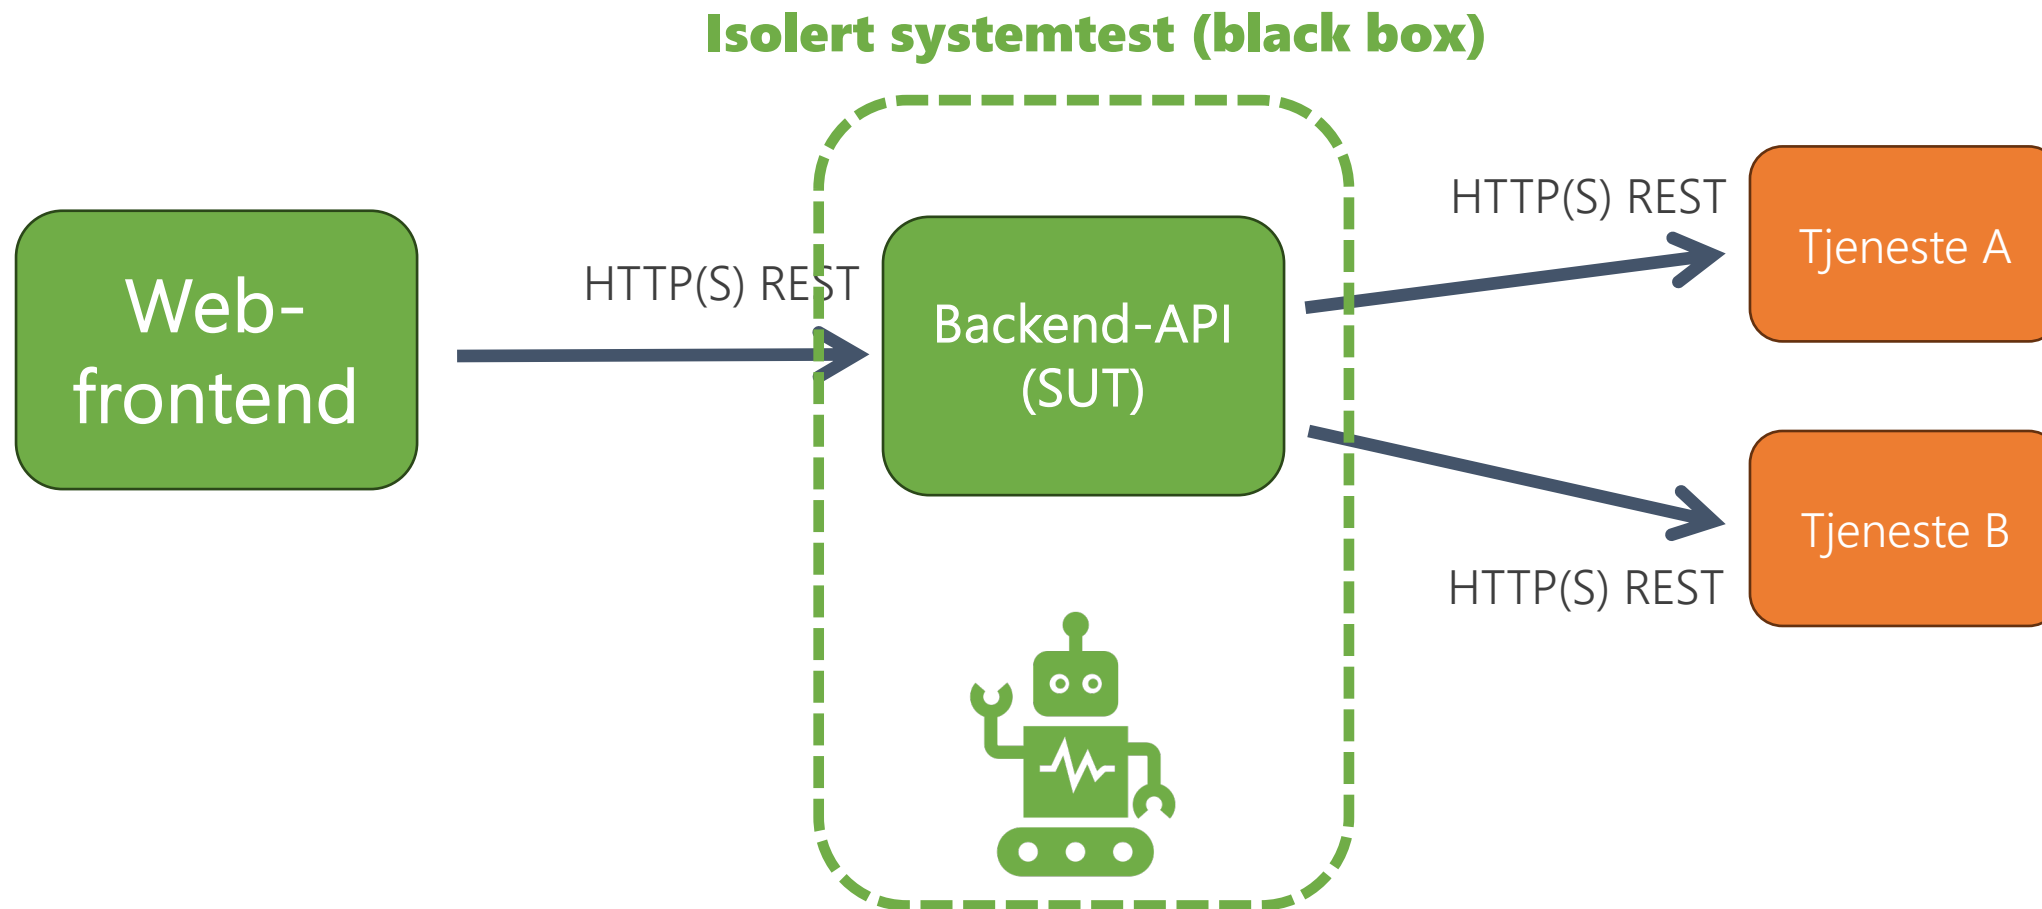 Isolert systemtest (black box)
Web-
frontend
HTTP(S) REST
Backend-API
(SUT)
HTTP(S) REST
Tjeneste A
Tjeneste B
HTTP(S) REST